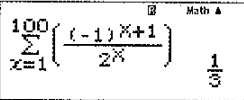 R Math ▲
100
∑ ( (-1)^X+1 / 2^X )
x=1
1/3